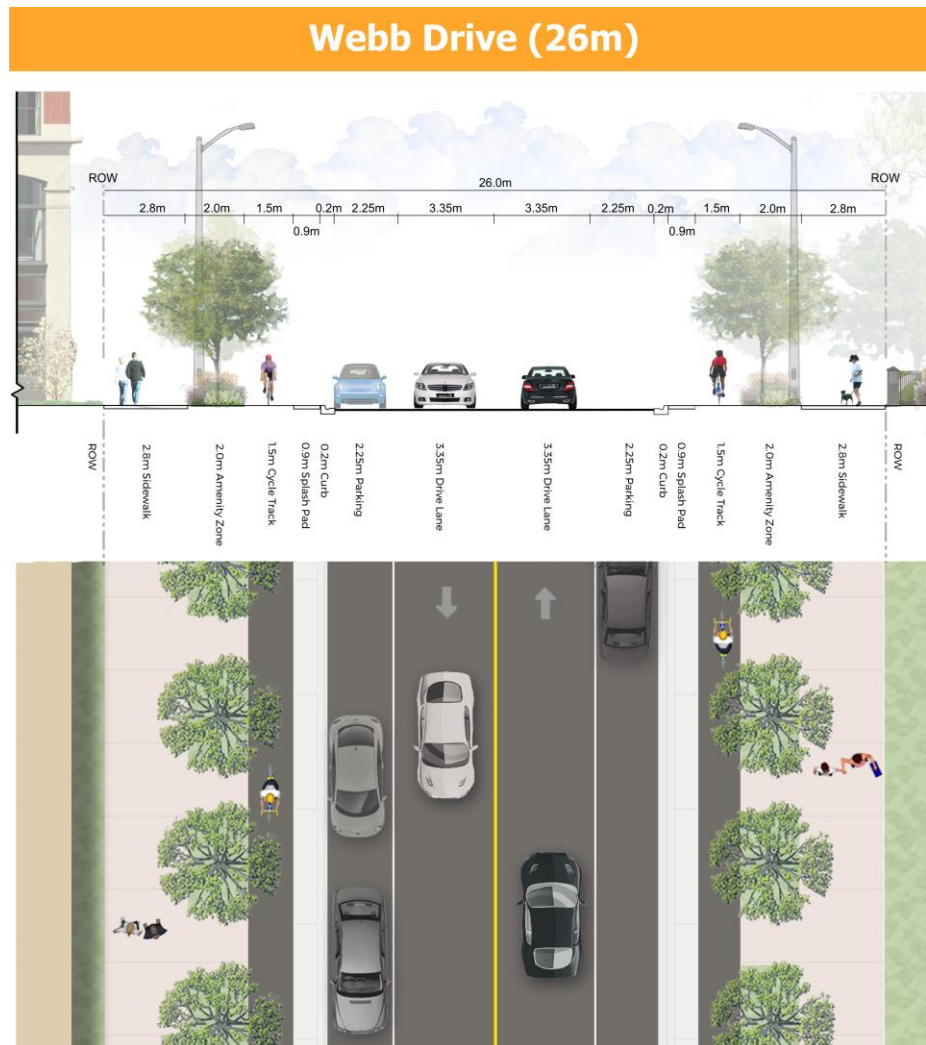 Webb Drive (26m)
ROW
ROW
26.0m
2.8m 2.0m 1.5m 0.2m 2.25m 3.35m 3.35m 2.25m 0.2m 1.5m 2.0m 2.8m
0.9m 0.9m
ROW
2.8m Sidewalk
2.0m Amenity Zone
1.5m Cycle Track
0.9m Splash Pad
0.2m Curb
2.25m Parking
3.35m Drive Lane
3.35m Drive Lane
2.25m Parking
0.2m Curb
0.9m Splash Pad
1.5m Cycle Track
2.0m Amenity Zone
2.8m Sidewalk
ROW